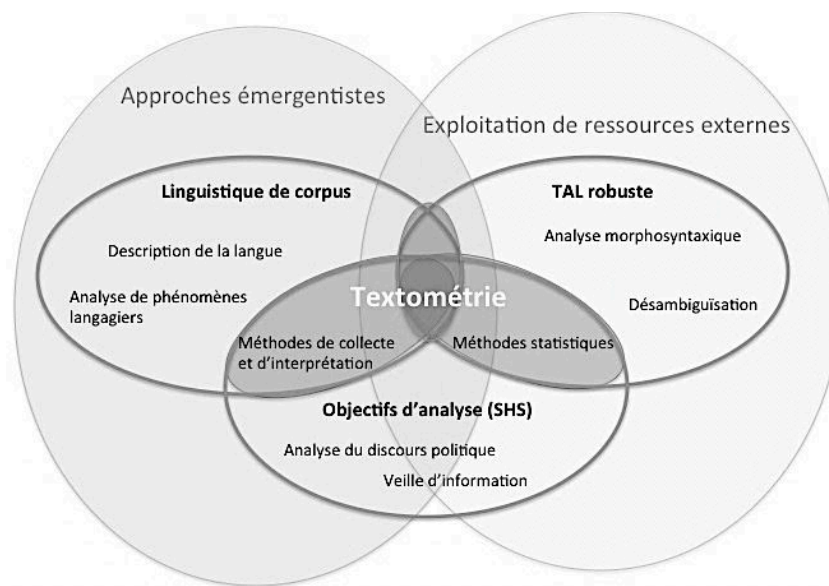 Approches émergentistes
Exploitation de ressources externes
Linguistique de corpus
TAL robuste
Description de la langue
Analyse morphosyntaxique
Analyse de phénomènes
langagiers
Textométrie
Désambiguïsation
Méthodes de collecte
et d'interprétation
Méthodes statistiques
Objectifs d'analyse (SHS)
Analyse du discours politique
Veille d'information